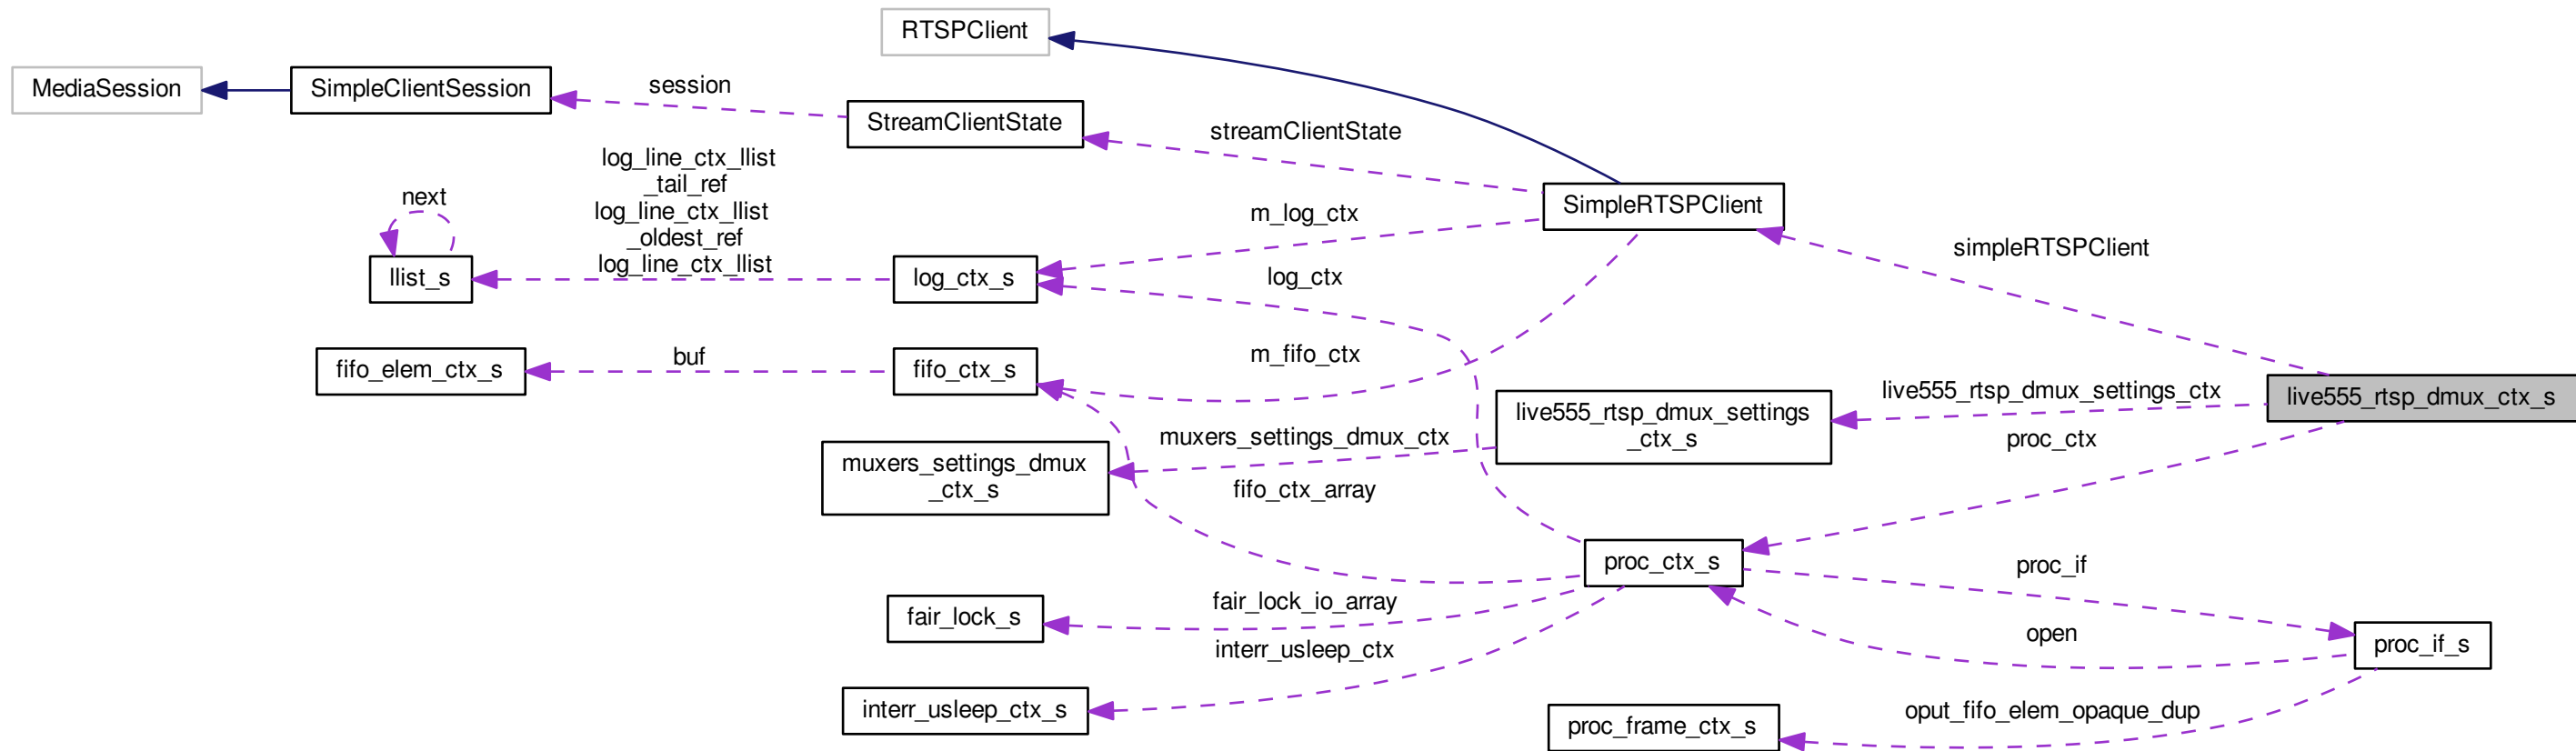 RTSPClient
MediaSession
SimpleClientSession
session
StreamClientState
streamClientState
log_line_ctx_llist
_tail_ref
log_line_ctx_llist
_oldest_ref
log_line_ctx_llist
next
llist_s
m_log_ctx
SimpleRTSPClient
simpleRTSPClient
log_ctx_s
log_ctx
fifo_elem_ctx_s
buf
fifo_ctx_s
m_fifo_ctx
live555_rtsp_dmux_settings
_ctx_s
live555_rtsp_dmux_settings_ctx
live555_rtsp_dmux_ctx_s
muxers_settings_dmux
_ctx_s
muxers_settings_dmux_ctx
fifo_ctx_array
proc_ctx
proc_ctx_s
proc_if
fair_lock_s
fair_lock_io_array
open
proc_if_s
interr_usleep_ctx
interr_usleep_ctx_s
proc_frame_ctx_s
oput_fifo_elem_opaque_dup